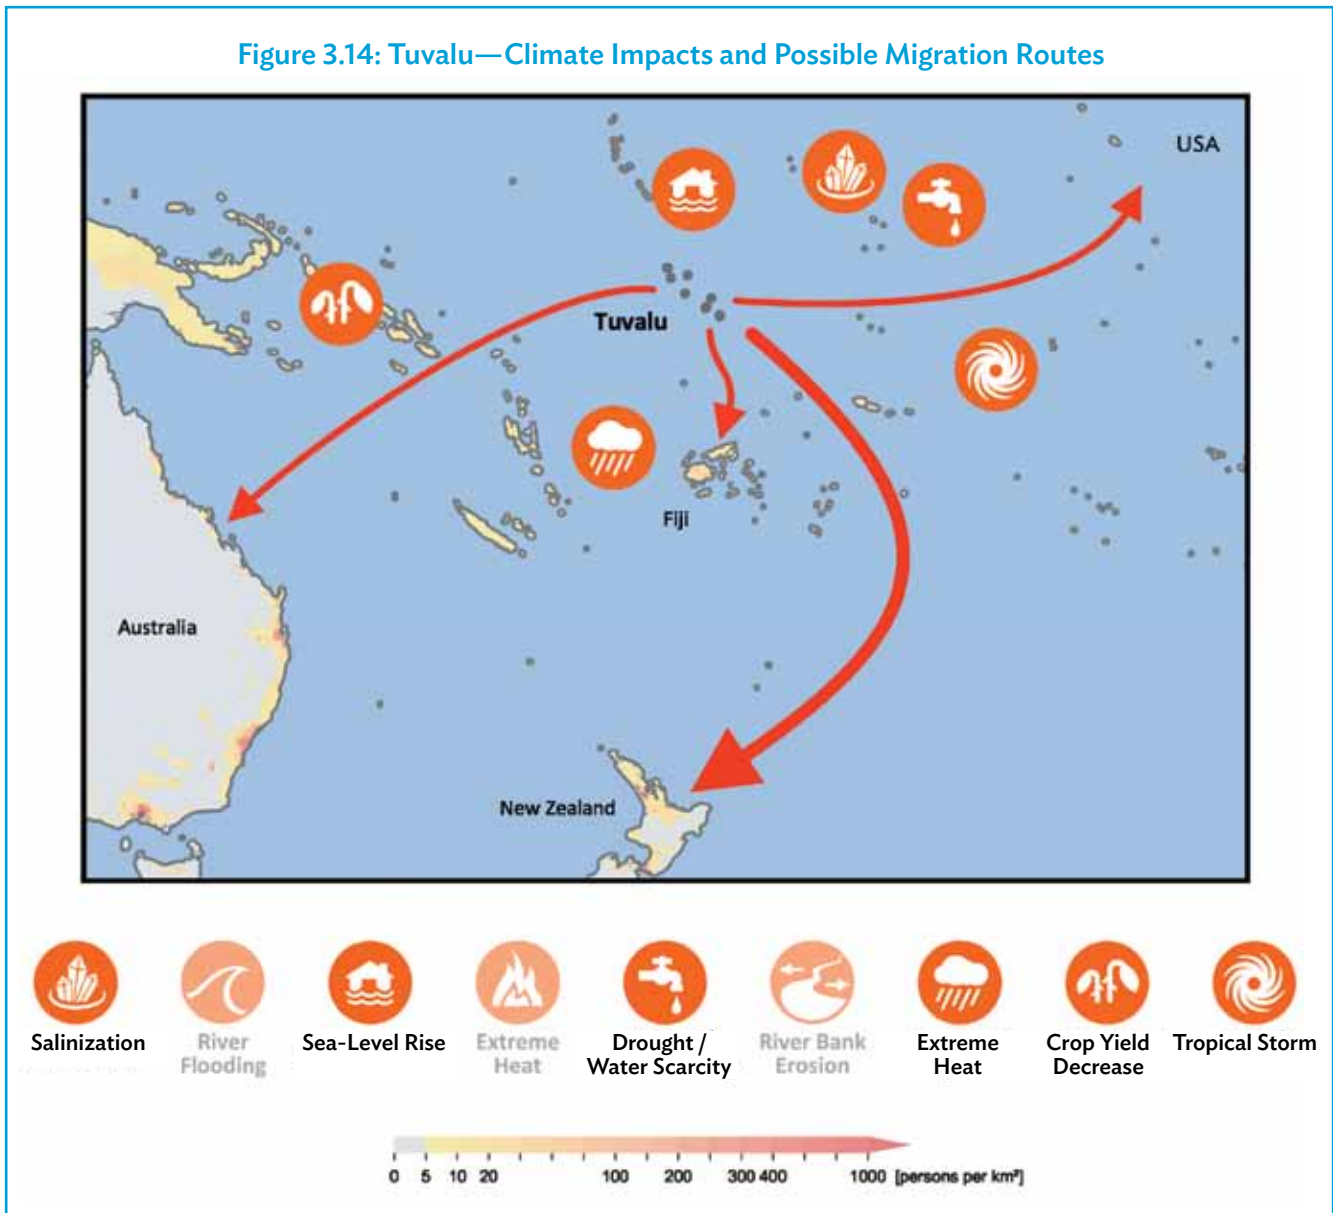 Figure 3.14: Tuvalu—Climate Impacts and Possible Migration Routes
USA
Tuvalu
Fiji
Australia
New Zealand
Salinization
River
Flooding
Sea-Level Rise
Extreme
Heat
Drought /
Water Scarcity
River Bank
Erosion
Extreme
Heat
Crop Yield
Decrease
Tropical Storm
0 5 10 20 100 200 300 400 1000 [persons per km²]